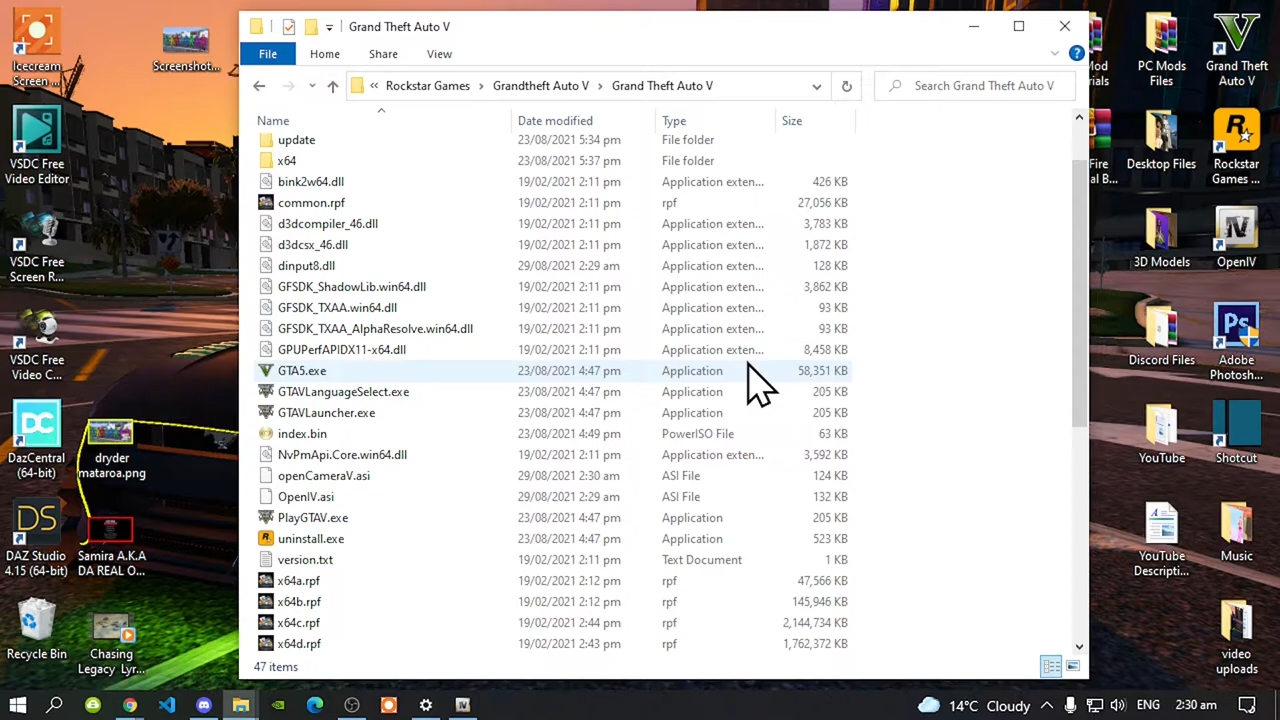 Icecream
Screen ...
VSDC Free
Video Editor
VSDC Free
Screen R...
VSDC Free
Video C...
DazCentral
(64-bit)
DAZ Studio
4.15 (64-bit)
Recycle Bin
Screenshot...
dryder
mataroa.png
Samira A.K.A
DA REAL O...
Chasing
Legacy Lyr...
Grand Theft Auto V
File Home Share View
« Rockstar Games > Grandtheft Auto V > Grand Theft Auto V
Search Grand Theft Auto V
Name Date modified Type Size
update 23/08/2021 5:34 pm File folder
x64 23/08/2021 5:37 pm File folder
bink2w64.dll 19/02/2021 2:11 pm Application exten... 426 KB
common.rpf 19/02/2021 2:11 pm rpf 27,056 KB
d3dcompiler_46.dll 19/02/2021 2:11 pm Application exten... 3,783 KB
d3dcsx_46.dll 19/02/2021 2:11 pm Application exten... 1,872 KB
dinput8.dll 29/08/2021 2:29 am Application exten... 128 KB
GFSDK_ShadowLib.win64.dll 19/02/2021 2:11 pm Application exten... 3,862 KB
GFSDK_TXAA.win64.dll 19/02/2021 2:11 pm Application exten... 93 KB
GFSDK_TXAA_AlphaResolve.win64.dll 19/02/2021 2:11 pm Application exten... 93 KB
GPUPerfAPIDX11-x64.dll 19/02/2021 2:11 pm Application exten... 8,458 KB
GTA5.exe 23/08/2021 4:47 pm Application 58,351 KB
GTAVLanguageSelect.exe 23/08/2021 4:47 pm Application 205 KB
GTAVLauncher.exe 23/08/2021 4:47 pm Application 205 KB
index.bin 23/08/2021 4:49 pm PowerISO File 63 KB
NvPmApi.Core.win64.dll 19/02/2021 2:11 pm Application exten... 3,592 KB
openCameraV.asi 29/08/2021 2:30 am ASI File 124 KB
OpenIV.asi 29/08/2021 2:29 am ASI File 132 KB
PlayGTAV.exe 23/08/2021 4:47 pm Application 205 KB
uninstall.exe 23/08/2021 4:47 pm Application 523 KB
version.txt 19/02/2021 2:11 pm Text Document 1 KB
x64a.rpf 19/02/2021 2:12 pm rpf 47,566 KB
x64b.rpf 19/02/2021 2:12 pm rpf 145,946 KB
x64c.rpf 19/02/2021 2:44 pm rpf 2,144,734 KB
x64d.rpf 19/02/2021 2:43 pm rpf 1,762,372 KB
47 items
PC Mods
Files
Desktop Files
3D Models
Discord Files
YouTube
YouTube
Descripti...
Grand Theft
Auto V
Rockstar
Games ...
OpenIV
Adobe
Photosh...
Shotcut
Music
video
uploads
14°C Cloudy ENG 2:30 am